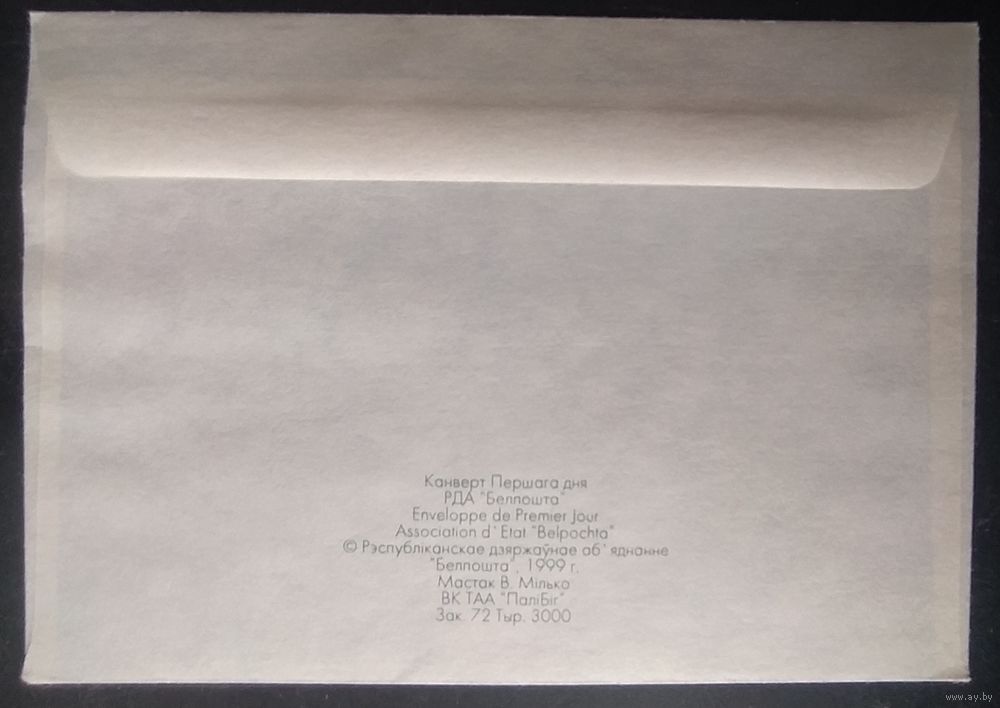 Канверт Першага дня
РДА "Белпошта"
Enveloppe de Premier Jour
Association d'Etat "Belpochta"
© Рэспубліканскае дзяржаўнае аб'яднанне
"Белпошта", 1999 г.
Мастак В. Мілько
ВК ТАА "ПаліБіг"
Зак. 72 Тыр. 3000
www.ay.by